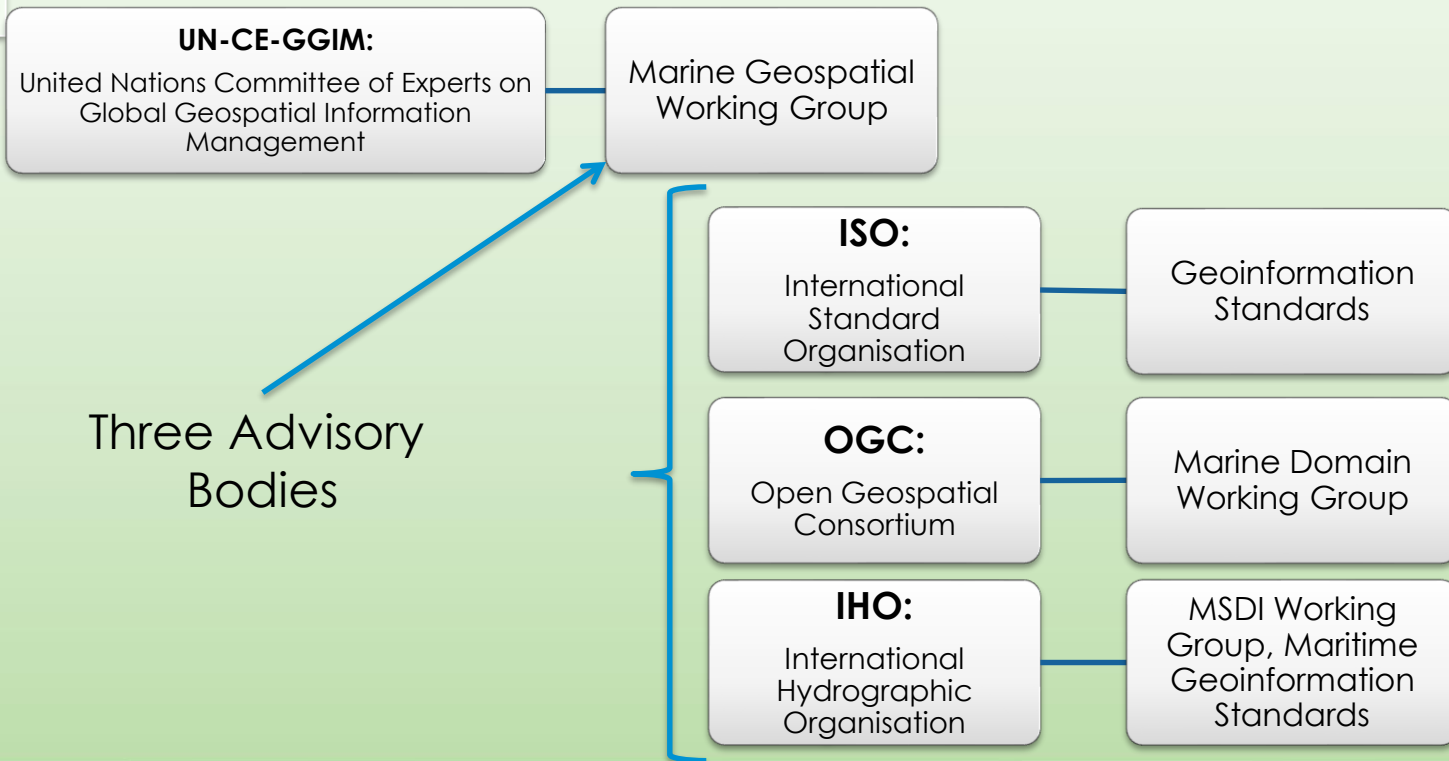 UN-CE-GGIM:
United Nations Committee of Experts on
Global Geospatial Information
Management
Marine Geospatial
Working Group
Three Advisory
Bodies
ISO:
International
Standard
Organisation
Geoinformation
Standards
OGC:
Open Geospatial
Consortium
Marine Domain
Working Group
IHO:
International
Hydrographic
Organisation
MSDI Working
Group, Maritime
Geoinformation
Standards